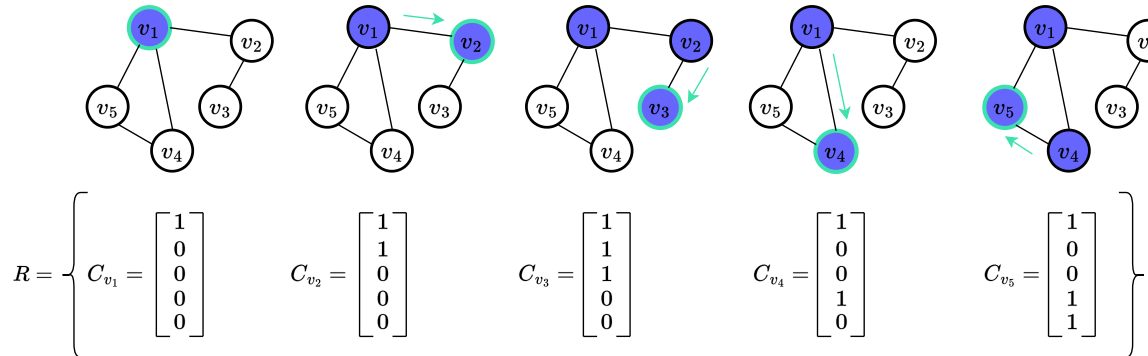 v₁ v₂ v₅ v₃ v₄
v₁ v₂ v₅ v₃ v₄
v₁ v₂ v₅ v₃ v₄
v₁ v₂ v₅ v₃ v₄
v₁ v₂ v₅ v₃ v₄
R = { C_{v₁} = [1 0 0 0 0]
C_{v₂} = [1 1 0 0 0]
C_{v₃} = [1 1 1 0 0]
C_{v₄} = [1 0 0 1 0]
C_{v₅} = [1 0 0 1 1] }